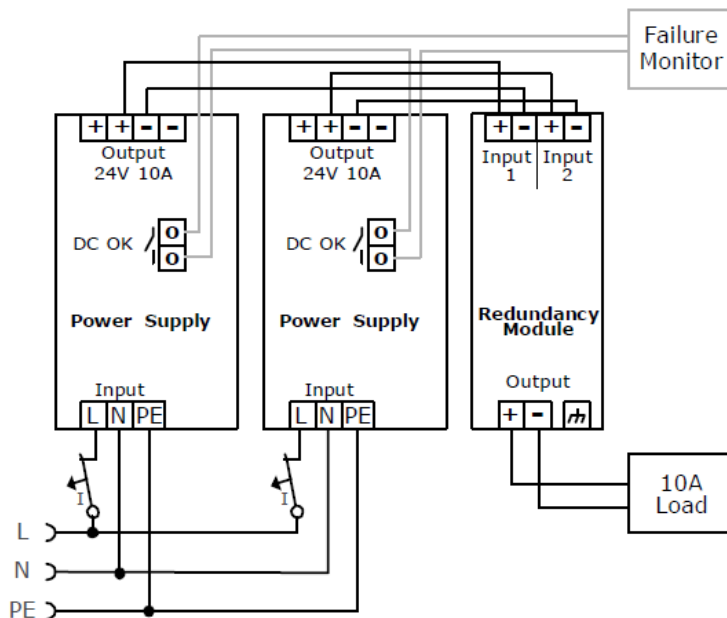 Failure
Monitor
+ + - -
Output
24V 10A
DC OK
O
O
Power Supply
Input
L N PE
I
+ + - -
Output
24V 10A
DC OK
O
O
Power Supply
Input
L N PE
I
+ - + -
Input
1
Input
2
Redundancy
Module
Output
+ -
10A
Load
L
N
PE